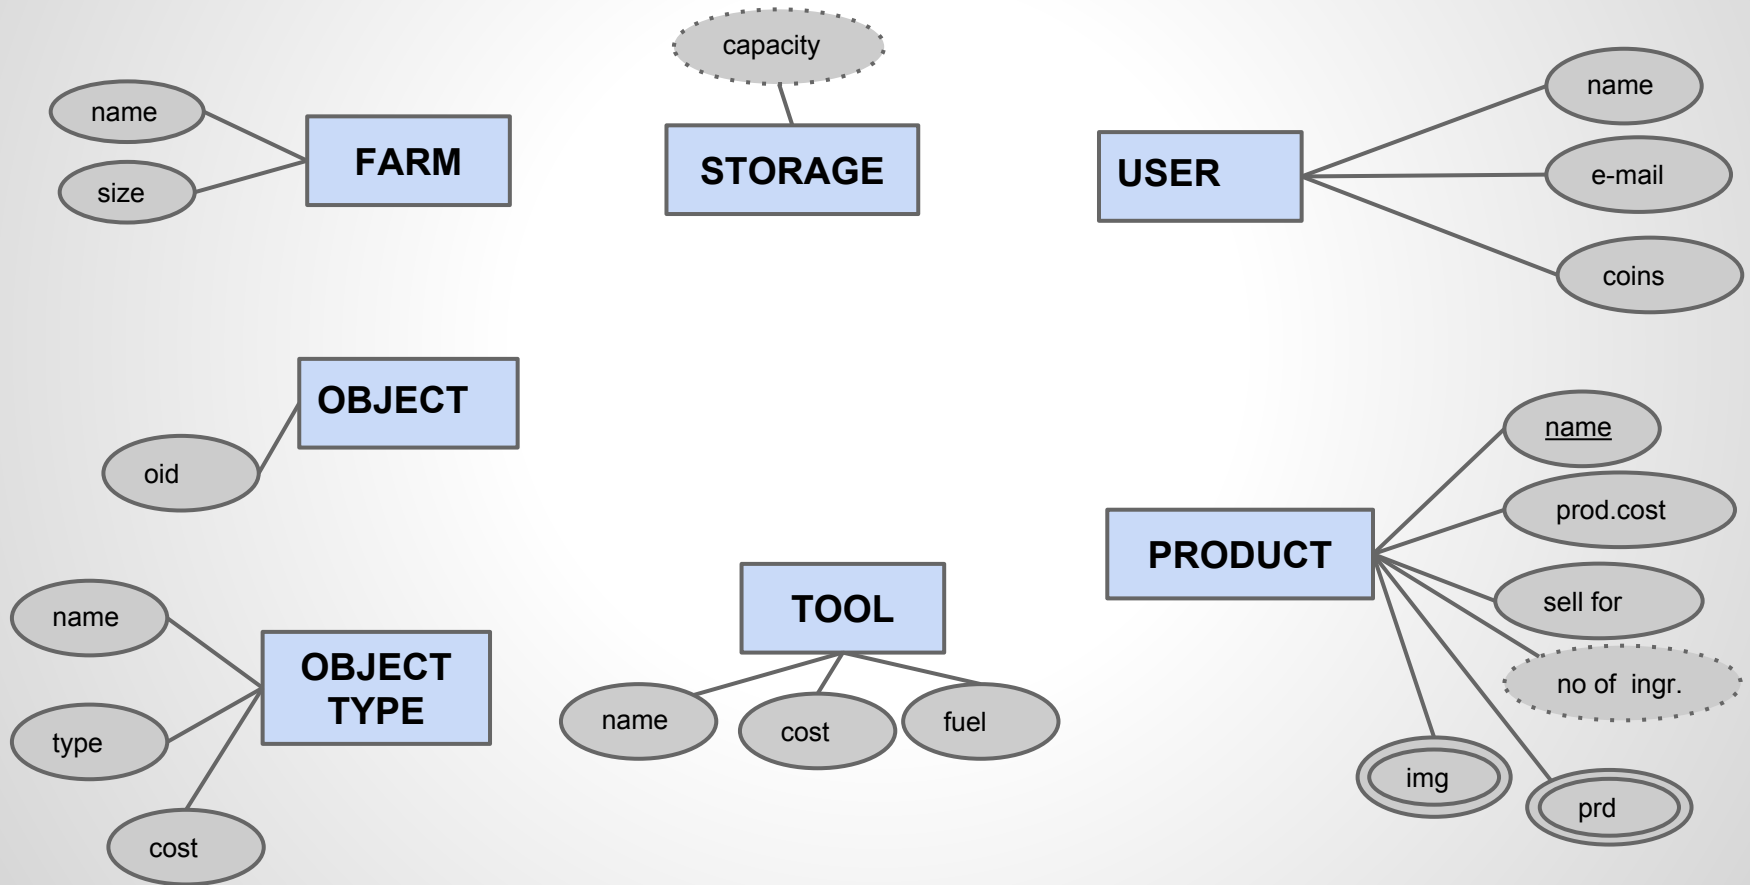 capacity
name
FARM
size
STORAGE
USER
name
e-mail
coins
OBJECT
oid
name
prod.cost
PRODUCT
sell for
no of ingr.
img
prd
name
OBJECT
TYPE
type
cost
TOOL
name
cost
fuel